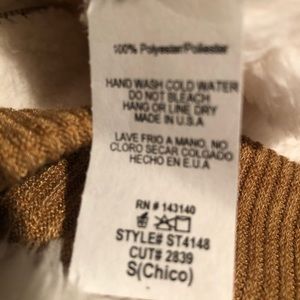 100% Polyester/Poliester
HAND WASH COLD WATER
DO NOT BLEACH
HANG OR LINE DRY
MADE IN U.S.A
LAVE FRIO A MANO, NO
CLORO SECAR COLGADO
HECHO EN E.U.A
RN # 143140
STYLE# ST4148
CUT# 2839
S(Chico)